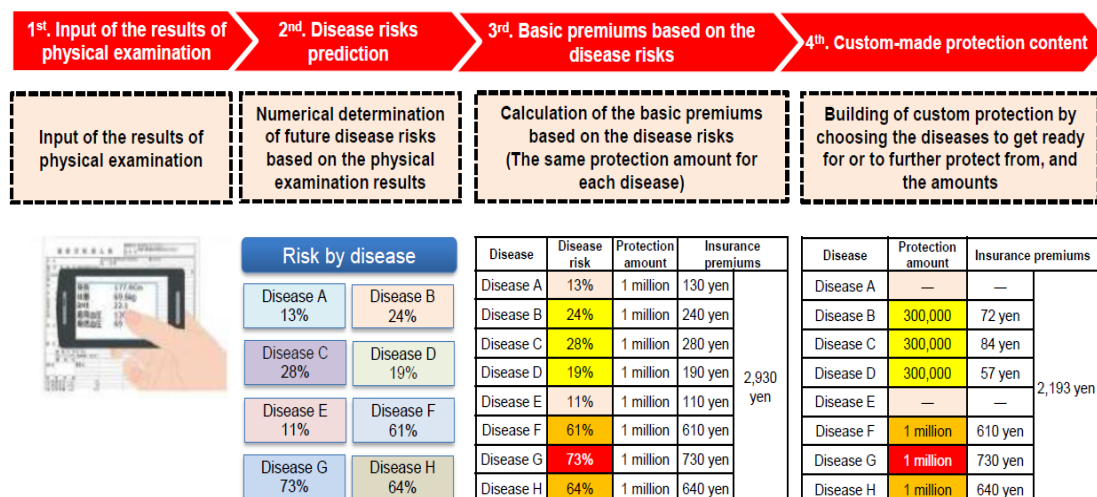 1st. Input of the results of
physical examination
2nd. Disease risks
prediction
3rd. Basic premiums based on the
disease risks
4th. Custom-made protection content
Input of the results of
physical examination
Numerical determination
of future disease risks
based on the physical
examination results
Calculation of the basic premiums
based on the disease risks
(The same protection amount for
each disease)
Building of custom protection by
choosing the diseases to get ready
for or to further protect from, and
the amounts
177.6cm
69.6kg
22.1
Risk by disease
Disease A
13%
Disease B
24%
Disease C
28%
Disease D
19%
Disease E
11%
Disease F
61%
Disease G
73%
Disease H
64%
Disease Disease risk Protection amount Insurance premiums
Disease A 13% 1 million 130 yen
Disease B 24% 1 million 240 yen
Disease C 28% 1 million 280 yen
Disease D 19% 1 million 190 yen
Disease E 11% 1 million 110 yen
Disease F 61% 1 million 610 yen
Disease G 73% 1 million 730 yen
Disease H 64% 1 million 640 yen
2,930
yen
Disease Protection amount Insurance premiums
Disease A — —
Disease B 300,000 72 yen
Disease C 300,000 84 yen
Disease D 300,000 57 yen
Disease E — —
Disease F 1 million 610 yen
Disease G 1 million 730 yen
Disease H 1 million 640 yen
2,193 yen